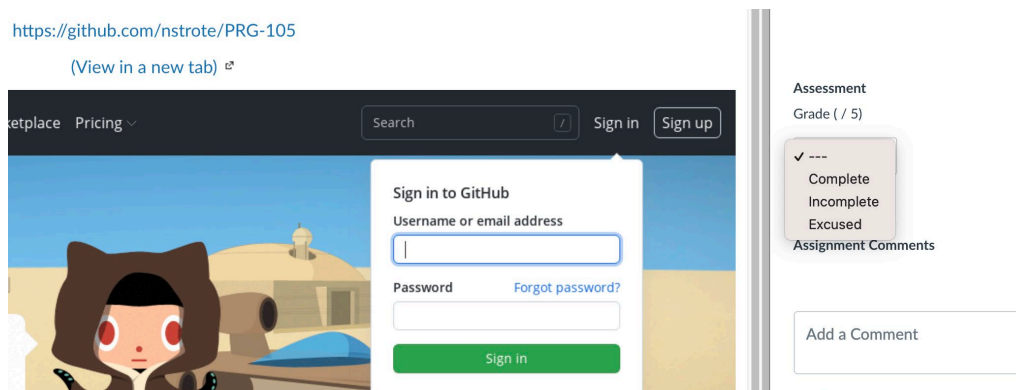 https://github.com/nstrote/PRG-105
(View in a new tab)
ketplace Pricing
Search / Sign in Sign up
Sign in to GitHub
Username or email address
Password Forgot password?
Sign in
Assessment
Grade ( / 5)
✓ ---
Complete
Incomplete
Excused
Assignment Comments
Add a Comment